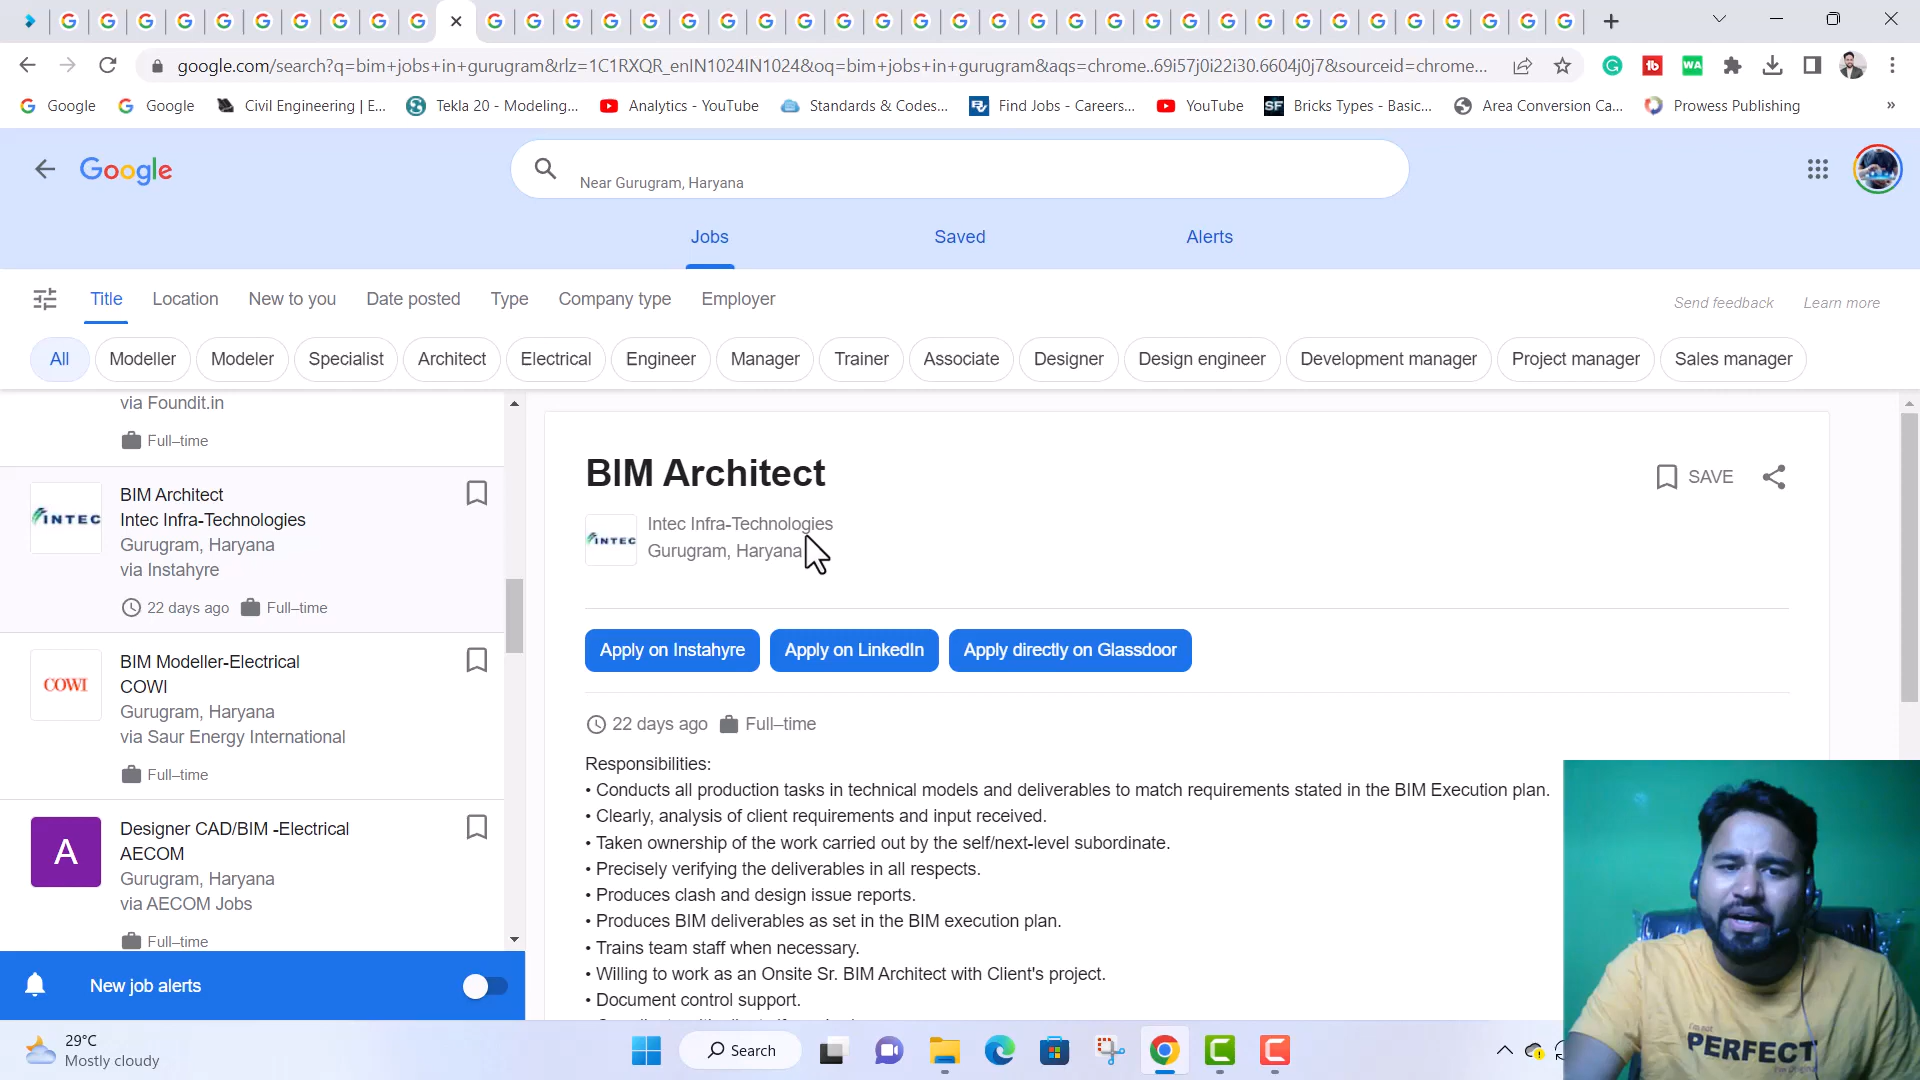 google.com/search?q=bim+jobs+in+gurugram&rlz=1C1RXQR_enIN1024IN1024&oq=bim+jobs+in+gurugram&aqs=chrome..69i57j0i22i30.6604j0j7&sourceid=chrome...
Google Google Civil Engineering | E... Tekla 20 - Modeling... Analytics - YouTube Standards & Codes... Find Jobs - Careers... YouTube Bricks Types - Basic... Area Conversion Ca... Prowess Publishing »
Google
Near Gurugram, Haryana
Jobs Saved Alerts
Title Location New to you Date posted Type Company type Employer
Send feedback Learn more
All Modeller Modeler Specialist Architect Electrical Engineer Manager Trainer Associate Designer Design engineer Development manager Project manager Sales manager
via Foundit.in
Full–time
INTEC
BIM Architect
Intec Infra-Technologies
Gurugram, Haryana
via Instahyre
22 days ago Full–time
COWI
BIM Modeller-Electrical
COWI
Gurugram, Haryana
via Saur Energy International
Full–time
A
Designer CAD/BIM -Electrical
AECOM
Gurugram, Haryana
via AECOM Jobs
Full–time
New job alerts
BIM Architect
SAVE
INTEC
Intec Infra-Technologies
Gurugram, Haryana
Apply on Instahyre Apply on LinkedIn Apply directly on Glassdoor
22 days ago Full–time
Responsibilities:
• Conducts all production tasks in technical models and deliverables to match requirements stated in the BIM Execution plan.
• Clearly, analysis of client requirements and input received.
• Taken ownership of the work carried out by the self/next-level subordinate.
• Precisely verifying the deliverables in all respects.
• Produces clash and design issue reports.
• Produces BIM deliverables as set in the BIM execution plan.
• Trains team staff when necessary.
• Willing to work as an Onsite Sr. BIM Architect with Client's project.
• Document control support.
PERFECT
29°C
Mostly cloudy
Search